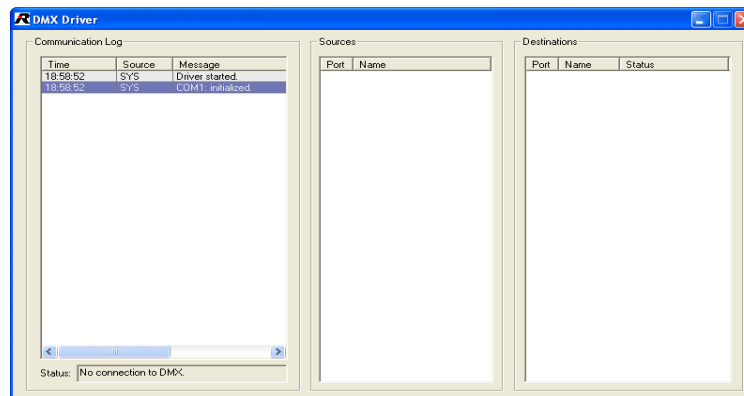 DMX Driver
Communication Log
Time Source Message
18:58:52 SYS Driver started.
18:58:52 SYS COM1: initialized.
Status: No connection to DMX.
Sources
Port Name
Destinations
Port Name Status